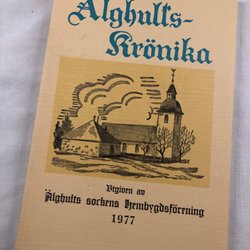 Älghults-
Krönika
Utgiven av
Älghults sockens Hembygdsförening
1977